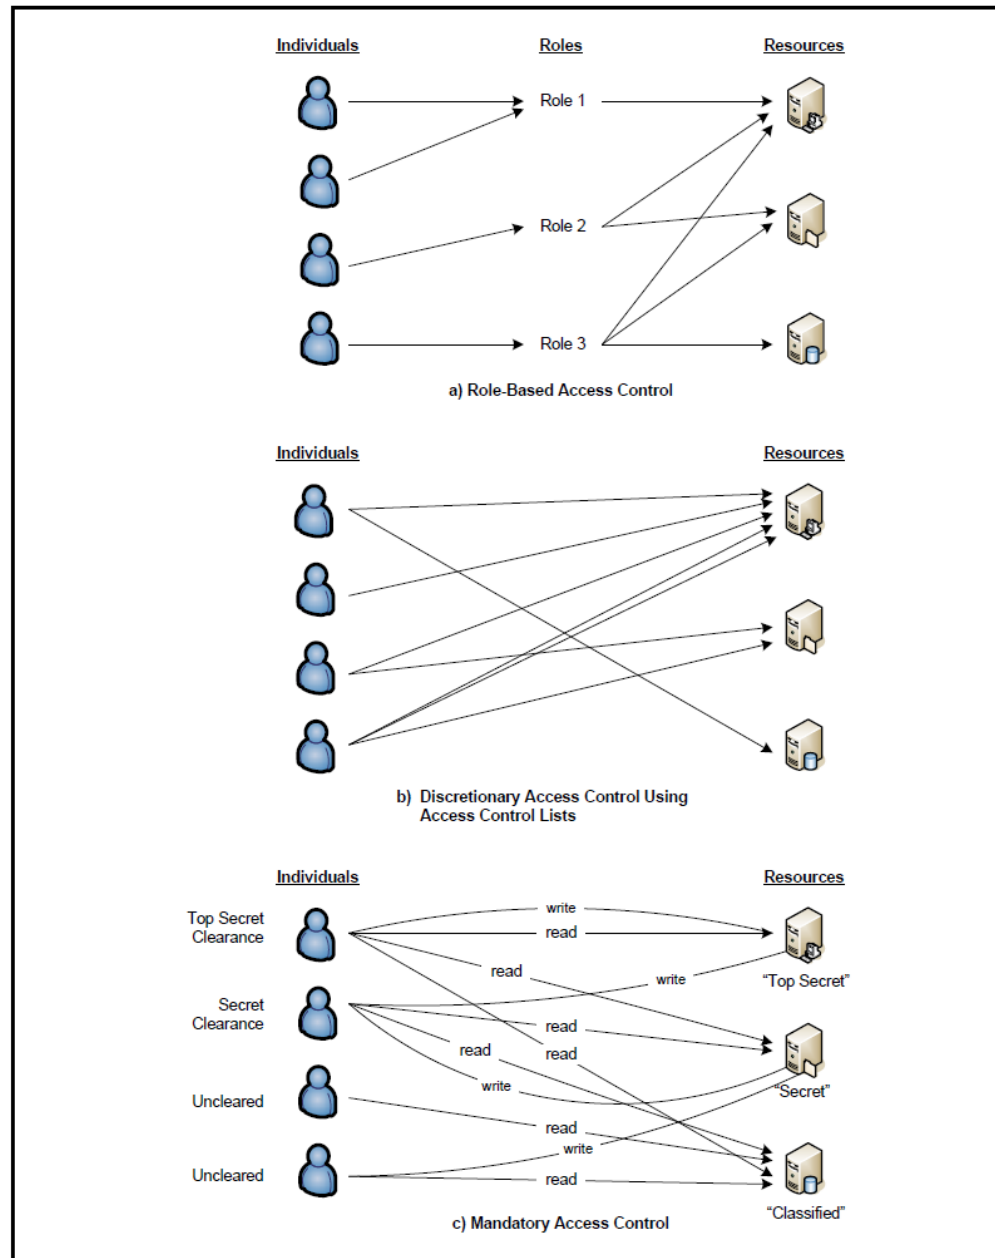 Individuals Roles Resources
Role 1
Role 2
Role 3
a) Role-Based Access Control
Individuals Resources
b) Discretionary Access Control Using
Access Control Lists
Individuals Resources
Top Secret
Clearance
write
read
"Top Secret"
read
write
Secret
Clearance
read
read
read
"Secret"
write
Uncleared
read
write
Uncleared
read
"Classified"
c) Mandatory Access Control